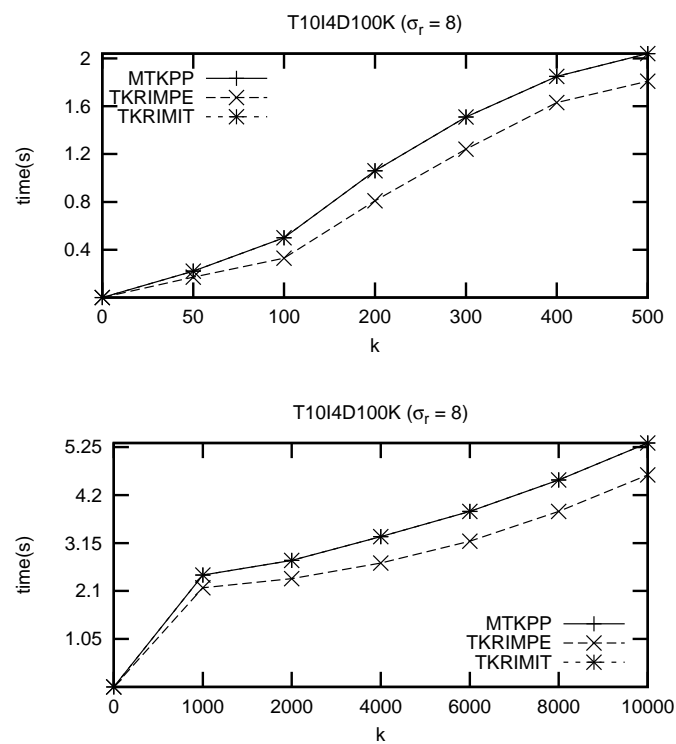 T10I4D100K (σr = 8)
2
1.6
1.2
0.8
0.4
time(s)
MTKPP
TKRIMPE
TKRIMIT
0 50 100 200 300 400 500
k
T10I4D100K (σr = 8)
5.25
4.2
3.15
2.1
1.05
time(s)
MTKPP
TKRIMPE
TKRIMIT
0 1000 2000 4000 6000 8000 10000
k